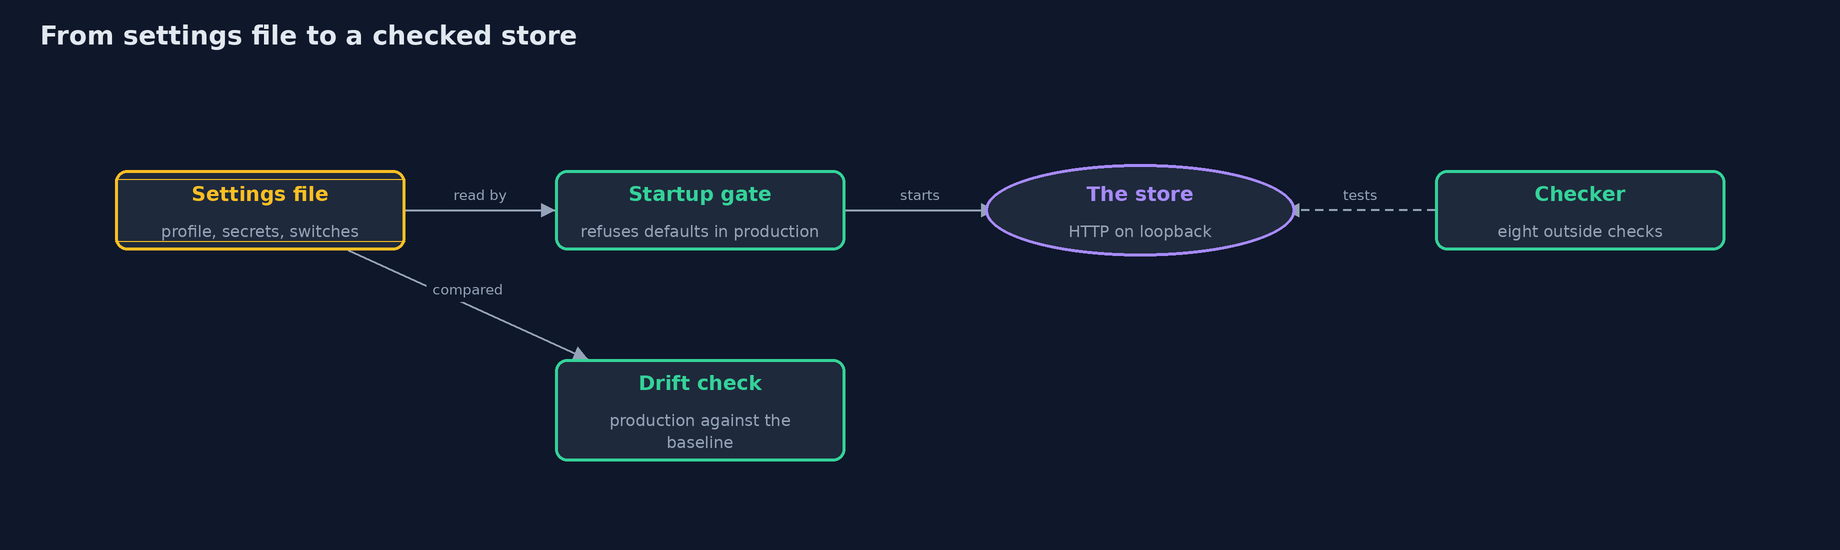 From settings file to a checked store
Settings file
profile, secrets, switches
read by
Startup gate
refuses defaults in production
starts
The store
HTTP on loopback
tests
Checker
eight outside checks
compared
Drift check
production against the
baseline